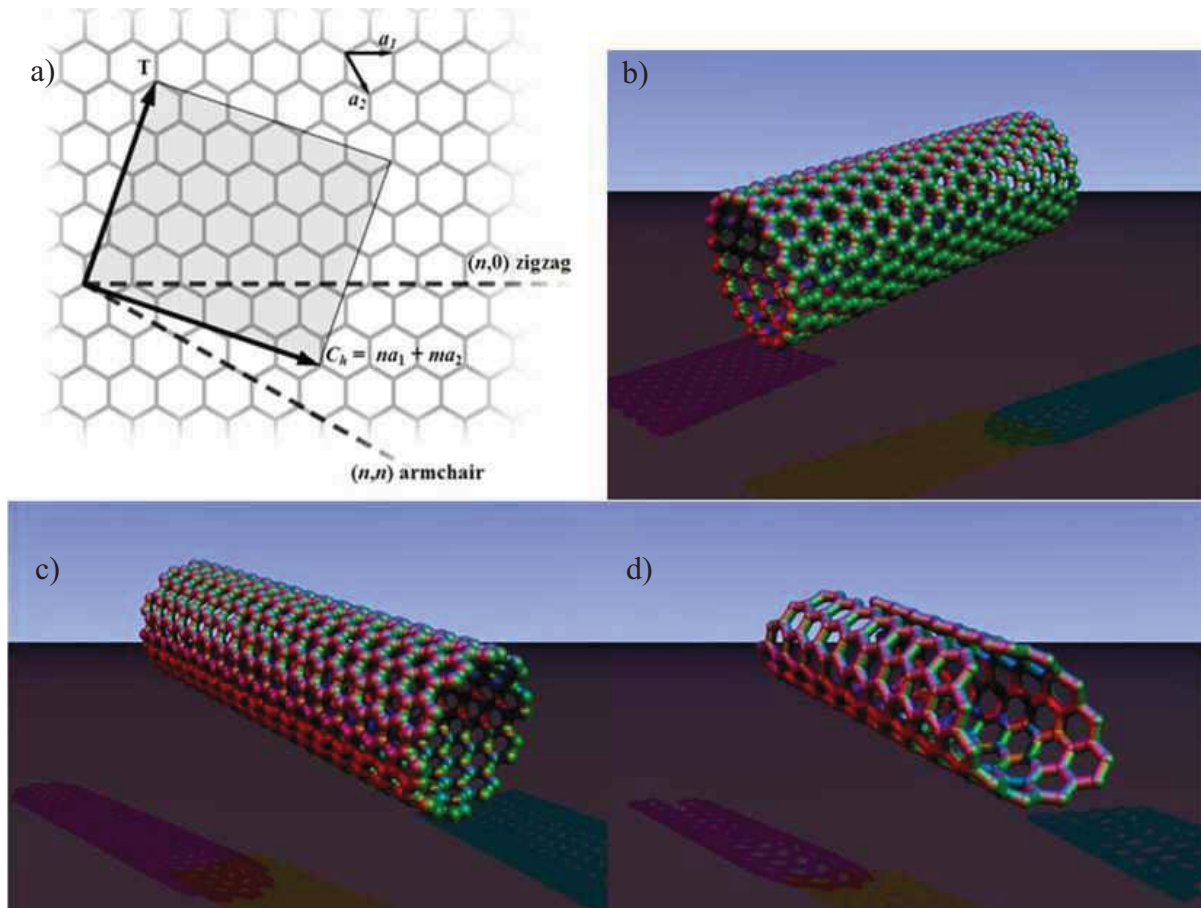 a)
T
a1
a2
(n,0) zigzag
Ch = na1 + ma2
(n,n) armchair
b)
c)
d)